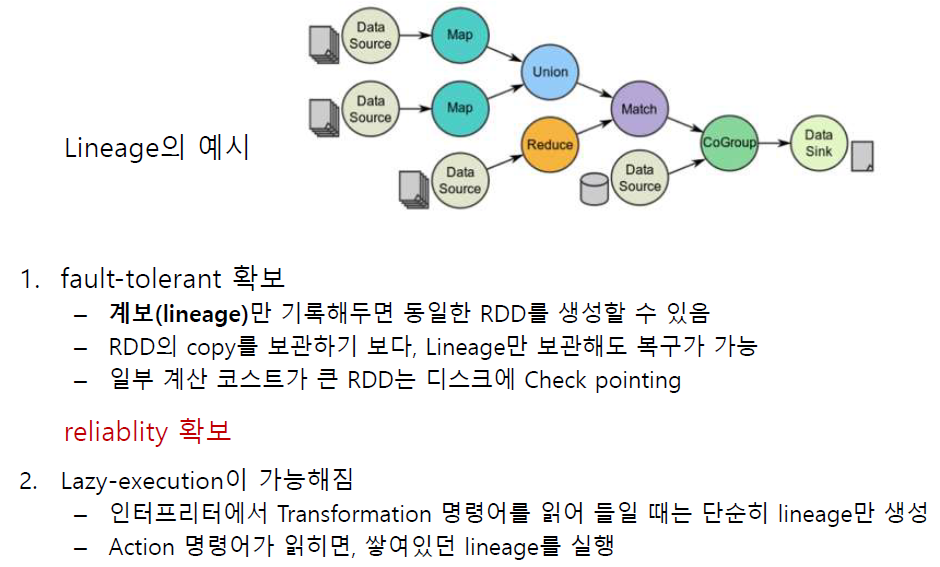 Data
Source
Map
Data
Source
Map
Union
Match
Reduce
Data
Source
Data
Source
CoGroup
Data
Sink
Lineage의 예시
1. fault-tolerant 확보
– 계보(lineage)만 기록해두면 동일한 RDD를 생성할 수 있음
– RDD의 copy를 보관하기 보다, Lineage만 보관해도 복구가 가능
– 일부 계산 코스트가 큰 RDD는 디스크에 Check pointing
reliablity 확보
2. Lazy-execution이 가능해짐
– 인터프리터에서 Transformation 명령어를 읽어 들일 때는 단순히 lineage만 생성
– Action 명령어가 읽히면, 쌓여있던 lineage를 실행